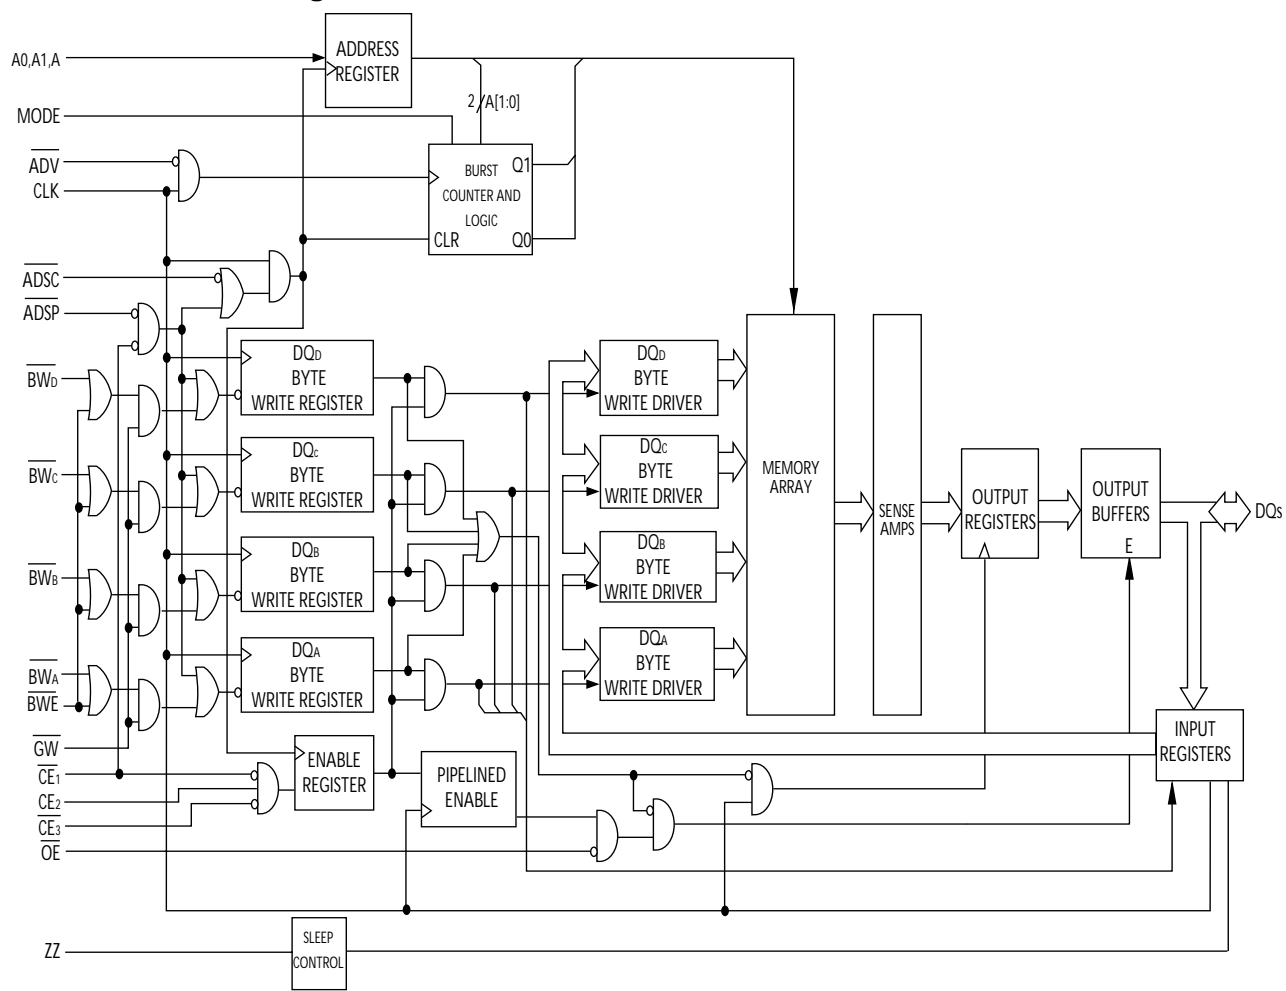 ADDRESS
REGISTER
A0,A1,A
2
A[1:0]
MODE
ADV
CLK
BURST
COUNTER AND
LOGIC
Q1
CLR
Q0
ADSC
ADSP
BWD
DQD
BYTE
WRITE REGISTER
DQD
BYTE
WRITE DRIVER
BWC
DQc
BYTE
WRITE REGISTER
DQC
BYTE
WRITE DRIVER
MEMORY
ARRAY
SENSE
AMPS
OUTPUT
REGISTERS
OUTPUT
BUFFERS
E
DQs
BWB
DQB
BYTE
WRITE REGISTER
DQB
BYTE
WRITE DRIVER
BWA
BWE
DQA
BYTE
WRITE REGISTER
DQA
BYTE
WRITE DRIVER
INPUT
REGISTERS
GW
CE1
CE2
CE3
OE
ENABLE
REGISTER
PIPELINED
ENABLE
SLEEP
CONTROL
ZZ